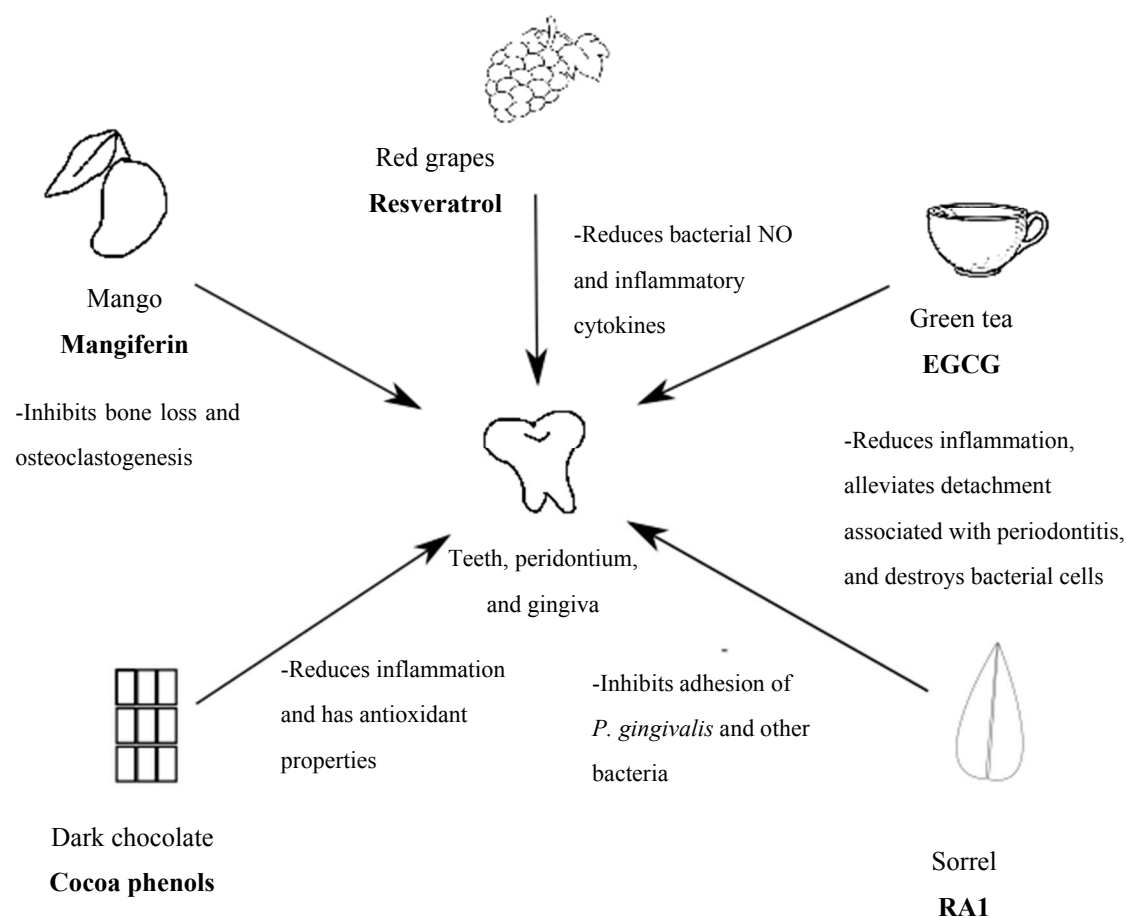 Red grapes
Resveratrol
-Reduces bacterial NO
and inflammatory
cytokines
Mango
Mangiferin
-Inhibits bone loss and
osteoclastogenesis
Green tea
EGCG
-Reduces inflammation,
alleviates detachment
associated with periodontitis,
and destroys bacterial cells
Teeth, peridontium,
and gingiva
-Reduces inflammation
and has antioxidant
properties
Dark chocolate
Cocoa phenols
-Inhibits adhesion of
P. gingivalis and other
bacteria
Sorrel
RA1